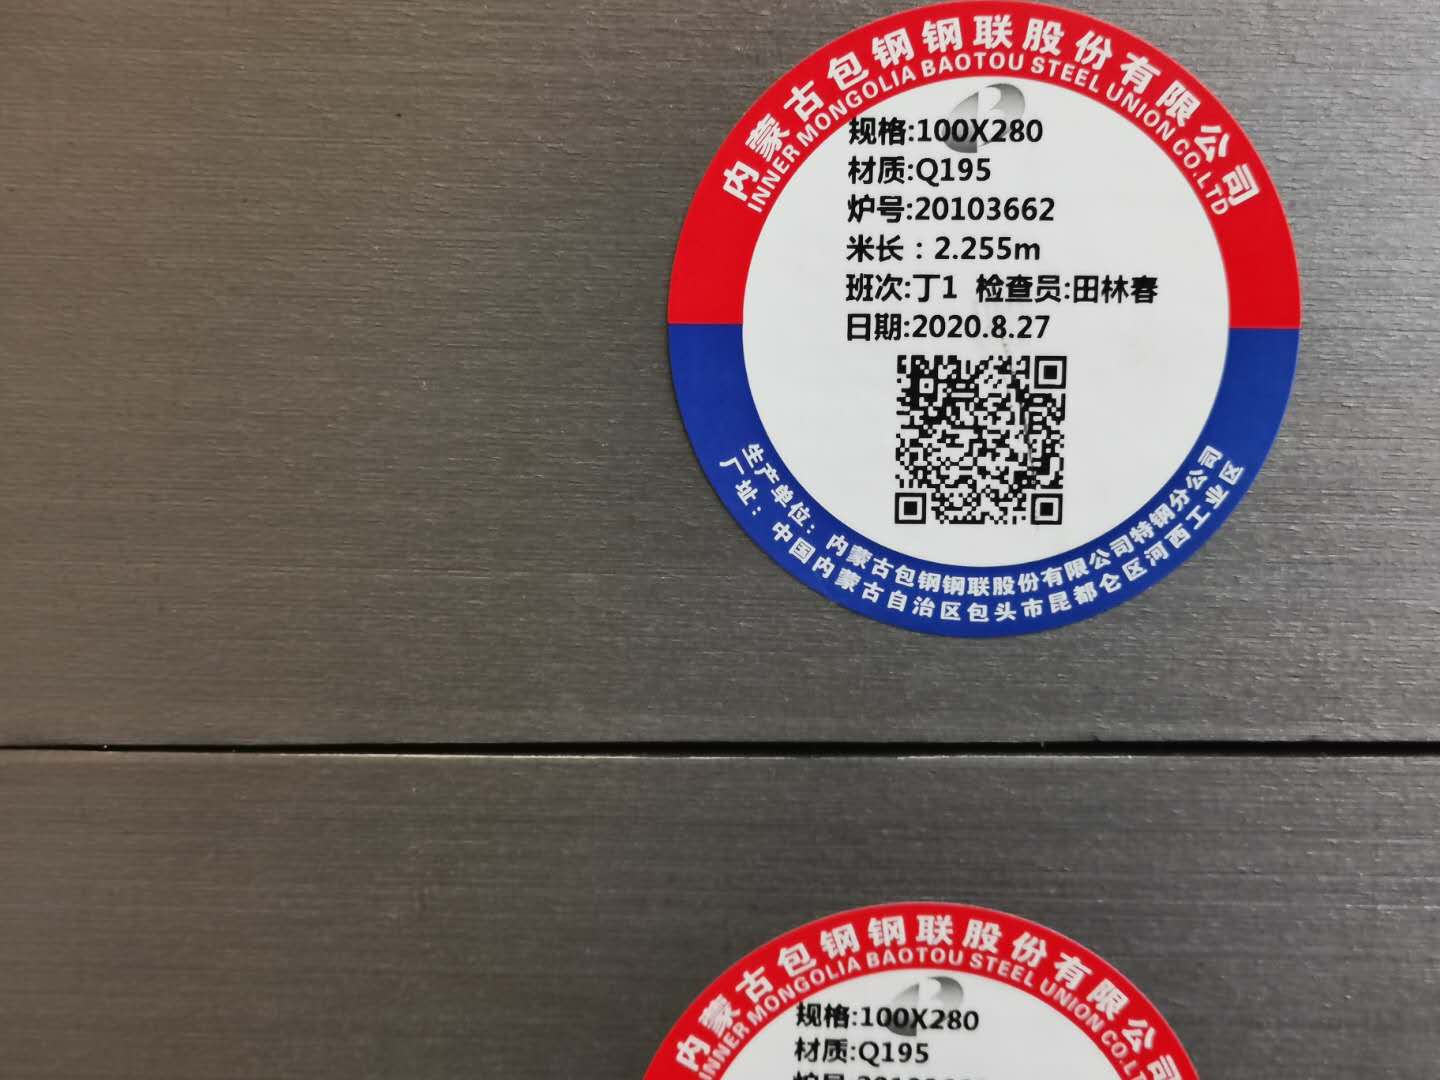 内蒙古包钢钢联股份有限公司
INNER MONGOLIA BAOTOU STEEL UNION CO.LTD
规格:100X280
材质:Q195
炉号:20103662
米长：2.255m
班次:丁1 检查员:田林春
日期:2020.8.27
生产单位：内蒙古包钢钢联股份有限公司特钢分公司
厂址：中国内蒙古自治区包头市昆都仑区河西工业区
内蒙古包钢钢联股份有限公司
INNER MONGOLIA BAOTOU STEEL UNION CO.LT
规格:100X280
材质:Q195